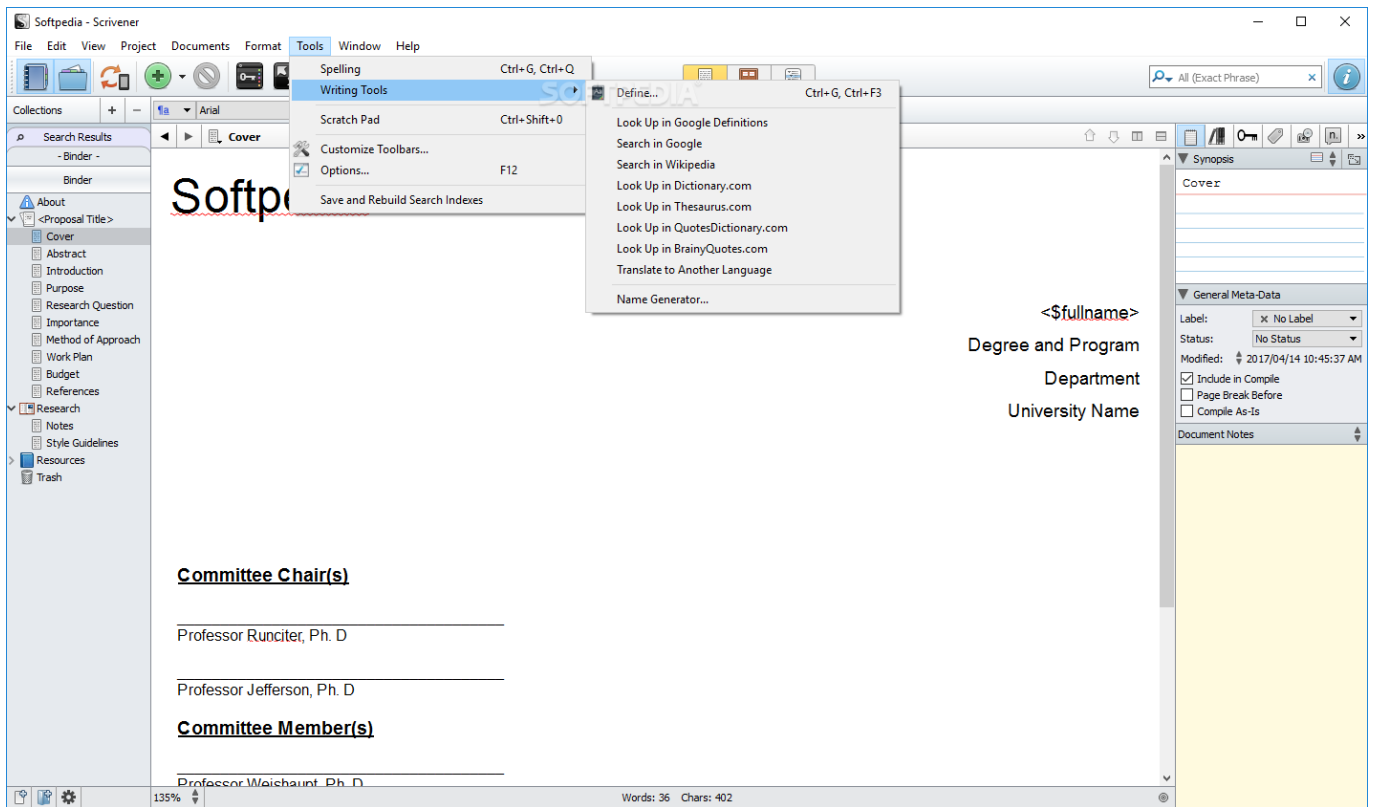 Softpedia - Scrivener
File Edit View Project Documents Format Tools Window Help
All (Exact Phrase)
Collections
Arial
Search Results
- Binder -
Binder
About
<Proposal Title>
Cover
Abstract
Introduction
Purpose
Research Question
Importance
Method of Approach
Work Plan
Budget
References
Research
Notes
Style Guidelines
Resources
Trash
Spelling Ctrl+G, Ctrl+Q
Writing Tools
Scratch Pad Ctrl+Shift+0
Customize Toolbars...
Options... F12
Save and Rebuild Search Indexes
SOFTPEDIA
Define... Ctrl+G, Ctrl+F3
Look Up in Google Definitions
Search in Google
Search in Wikipedia
Look Up in Dictionary.com
Look Up in Thesaurus.com
Look Up in QuotesDictionary.com
Look Up in BrainyQuotes.com
Translate to Another Language
Name Generator...
Cover
Softpe
<$fullname>
Degree and Program
Department
University Name
Committee Chair(s)
Professor Runciter, Ph. D
Professor Jefferson, Ph. D
Committee Member(s)
Professor Weishaupt, Ph. D
Synopsis
Cover
General Meta-Data
Label: No Label
Status: No Status
Modified: 2017/04/14 10:45:37 AM
Include in Compile
Page Break Before
Compile As-Is
Document Notes
135%
Words: 36 Chars: 402